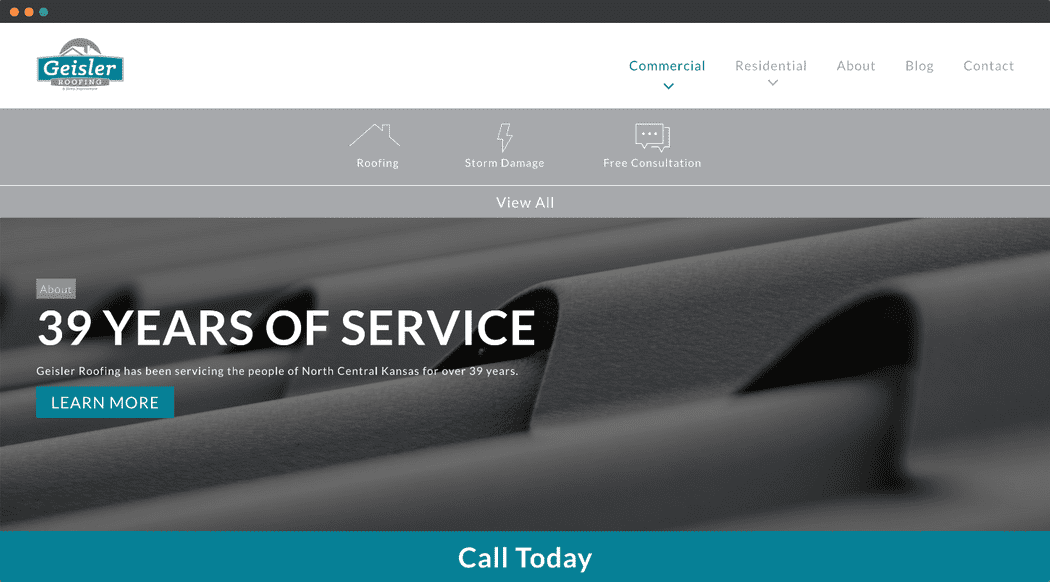 Geisler
ROOFING
& Home Improvement
Commercial
Residential
About
Blog
Contact
Roofing
Storm Damage
Free Consultation
View All
About
39 YEARS OF SERVICE
Geisler Roofing has been servicing the people of North Central Kansas for over 39 years.
LEARN MORE
Call Today